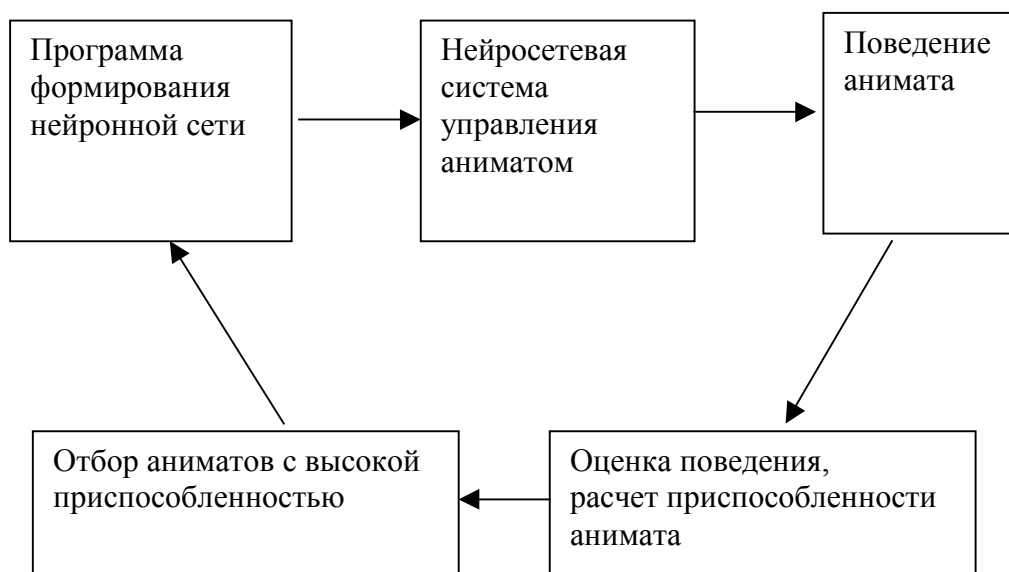 Программа
формирования
нейронной сети
Нейросетевая
система
управления
аниматом
Поведение
анимата
Отбор аниматов с высокой
приспособленностью
Оценка поведения,
расчет приспособленности
анимата